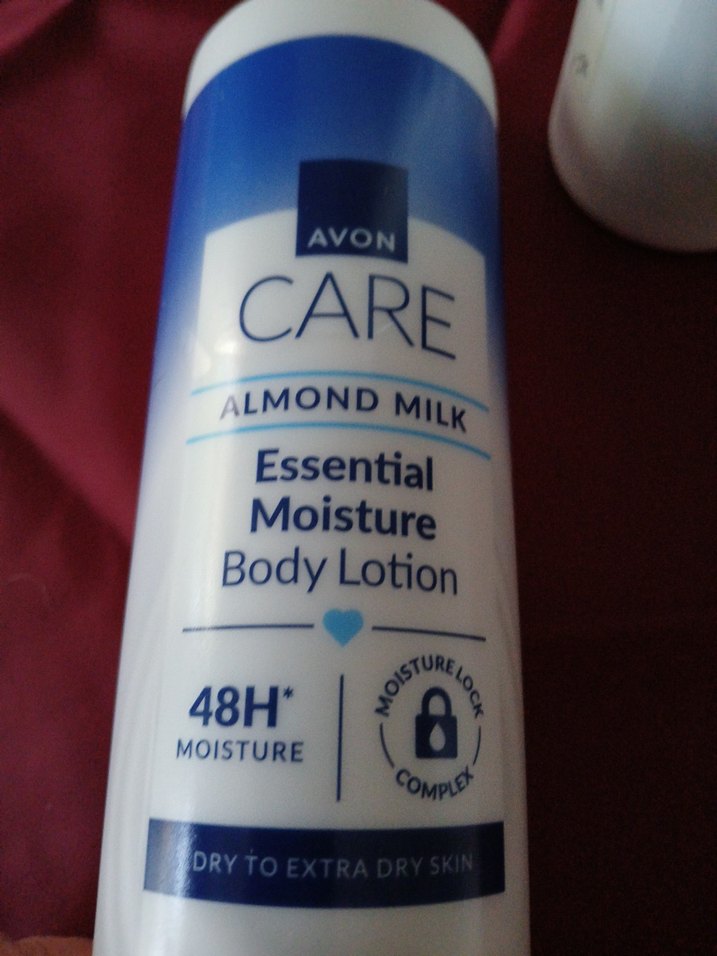 AVON
CARE
ALMOND MILK
Essential
Moisture
Body Lotion
48H*
MOISTURE
MOISTURE LOCK
COMPLEX
DRY TO EXTRA DRY SKIN